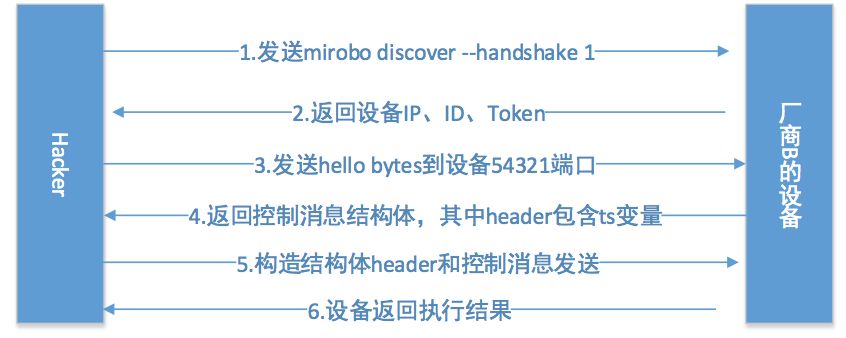 Hacker
1.发送mirobo discover --handshake 1
2.返回设备IP、ID、Token
3.发送hello bytes到设备54321端口
4.返回控制消息结构体，其中header包含ts变量
5.构造结构体header和控制消息发送
6.设备返回执行结果
厂商B的设备